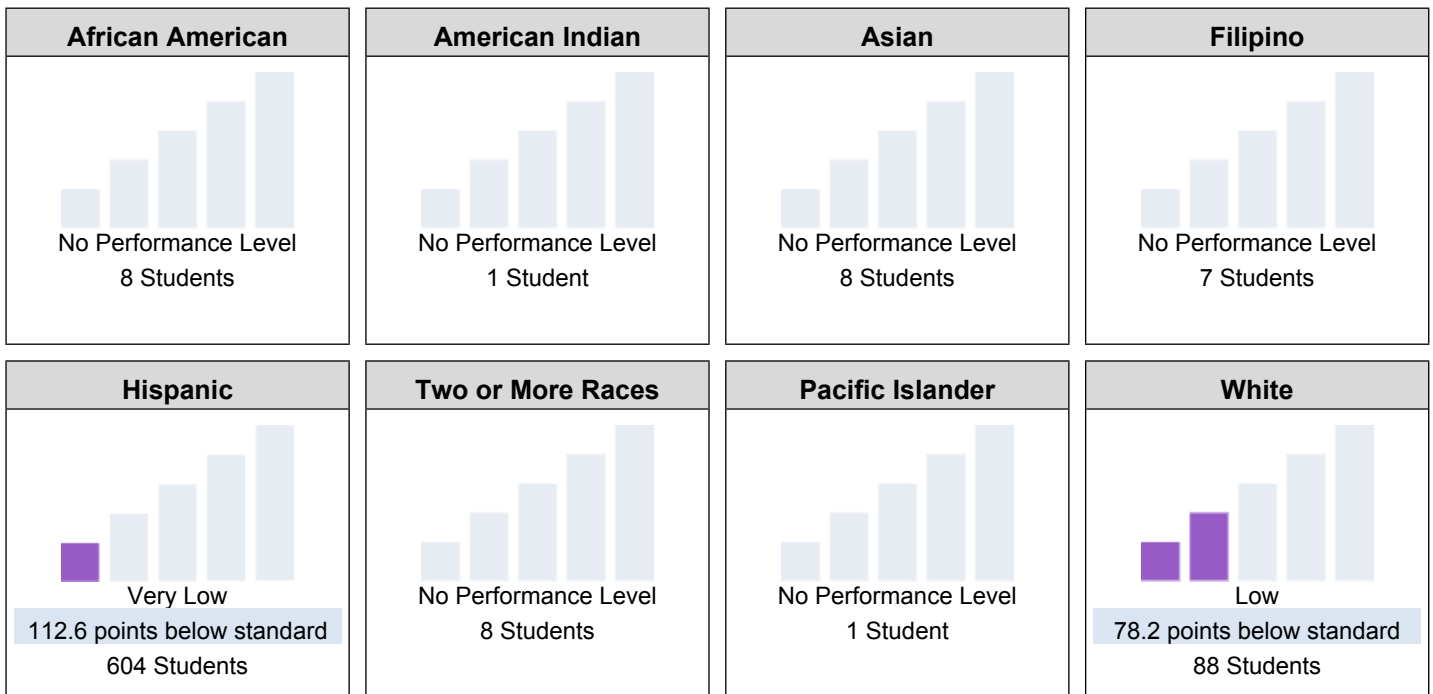 African American
No Performance Level
8 Students
American Indian
No Performance Level
1 Student
Asian
No Performance Level
8 Students
Filipino
No Performance Level
7 Students
Hispanic
Very Low
112.6 points below standard
604 Students
Two or More Races
No Performance Level
8 Students
Pacific Islander
No Performance Level
1 Student
White
Low
78.2 points below standard
88 Students